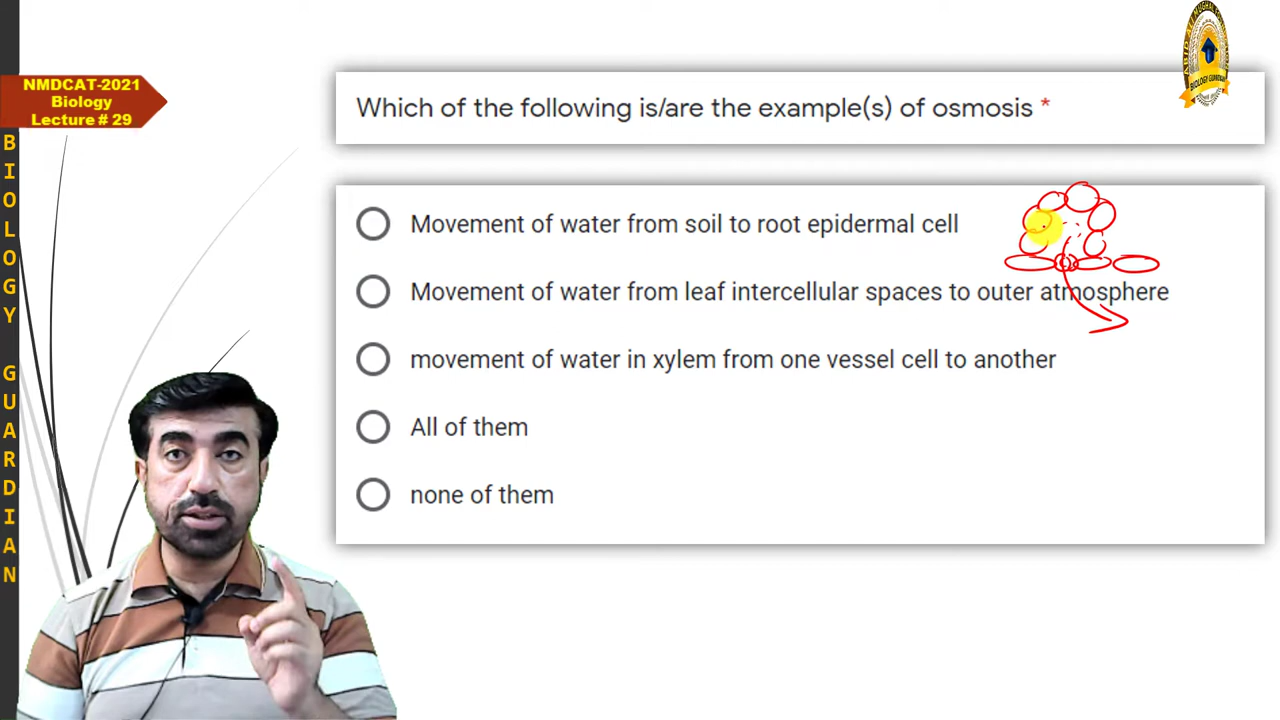 NMDCAT-2021
Biology
Lecture # 29
BIOLOGY GUARDIAN
Which of the following is/are the example(s) of osmosis *
Movement of water from soil to root epidermal cell
Movement of water from leaf intercellular spaces to outer atmosphere
movement of water in xylem from one vessel cell to another
All of them
none of them
BIOLOGY GUARDIAN